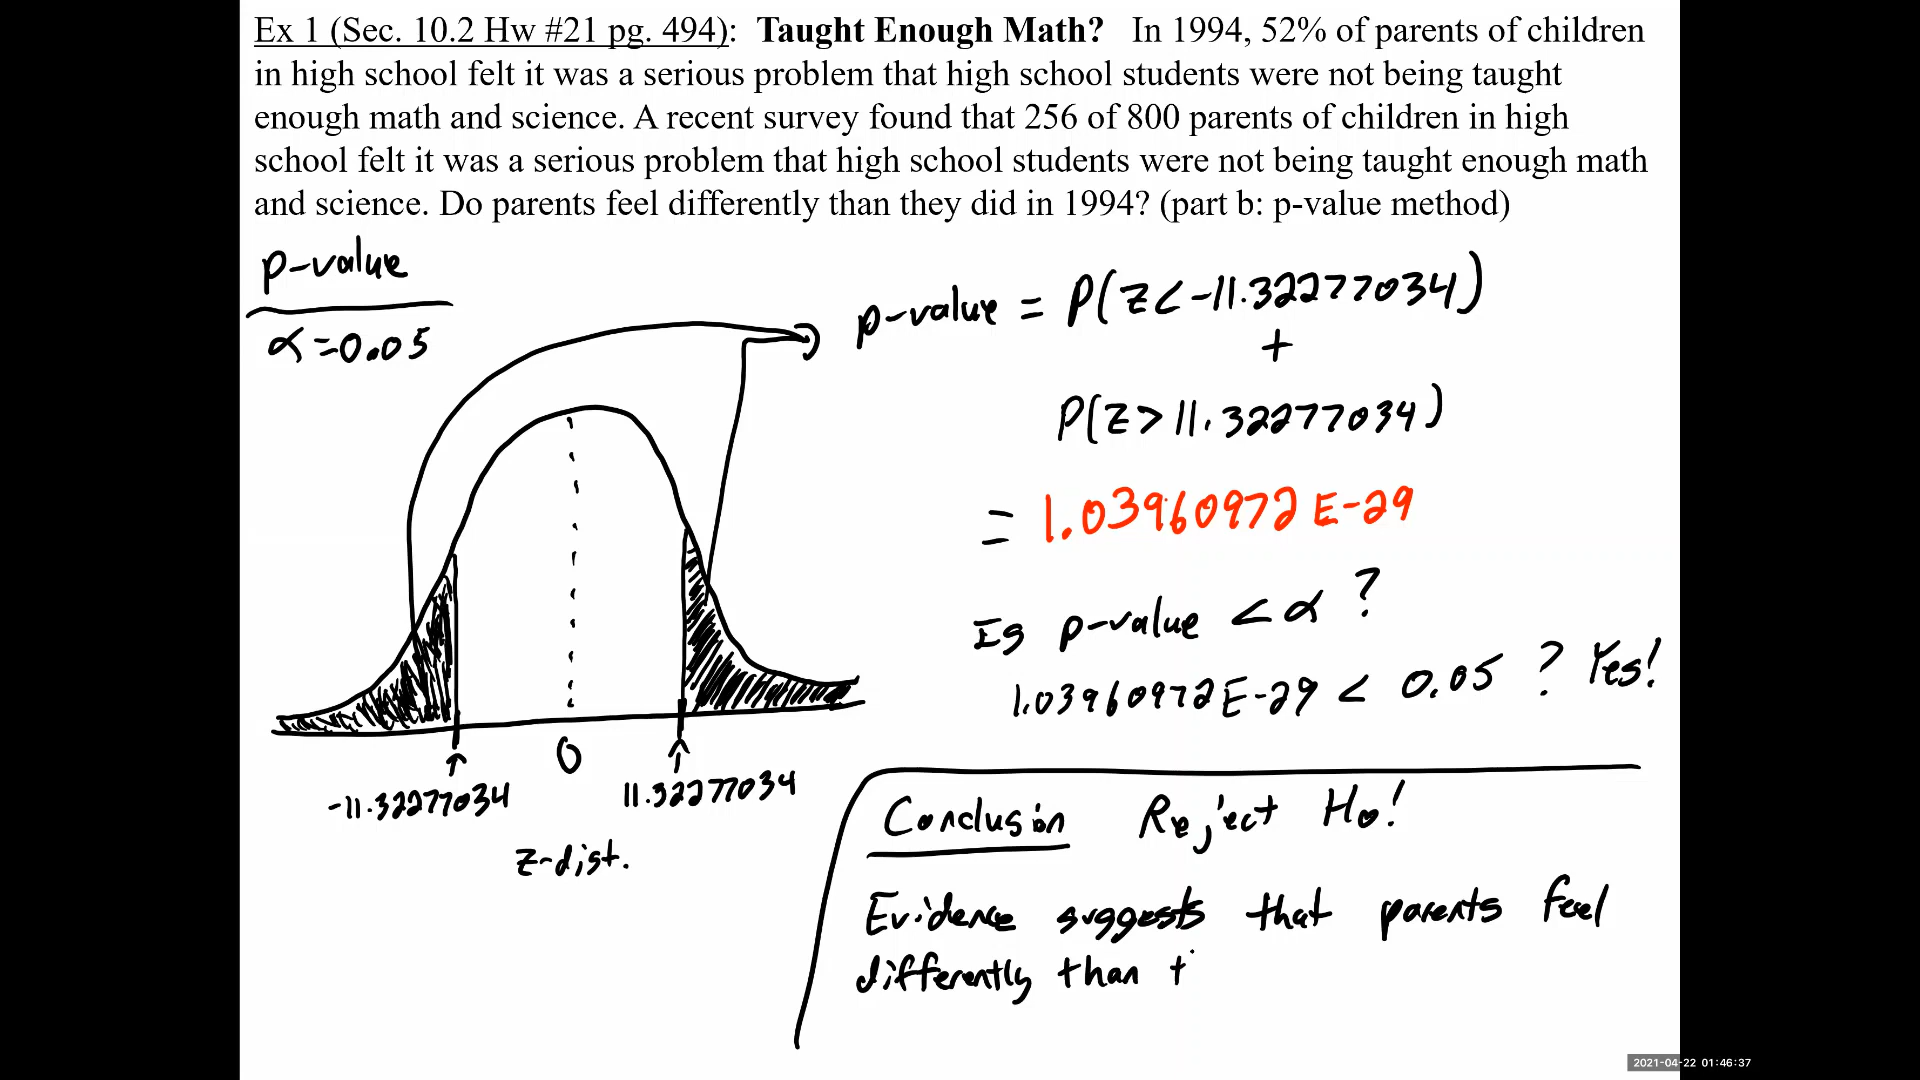 Ex 1 (Sec. 10.2 Hw #21 pg. 494): Taught Enough Math? In 1994, 52% of parents of children
in high school felt it was a serious problem that high school students were not being taught
enough math and science. A recent survey found that 256 of 800 parents of children in high
school felt it was a serious problem that high school students were not being taught enough math
and science. Do parents feel differently than they did in 1994? (part b: p-value method)
p-value
α=0.05
-11.32277034
0
11.32277034
z-dist.
p-value = P(Z<-11.32277034)
+
P(Z>11.32277034)
= 1.03960972E-29
Is p-value < α ?
1.03960972E-29 < 0.05 ? Yes!
Conclusion Reject Ho!
Evidence suggests that parents feel
differently than t
2021-04-22 01:46:37